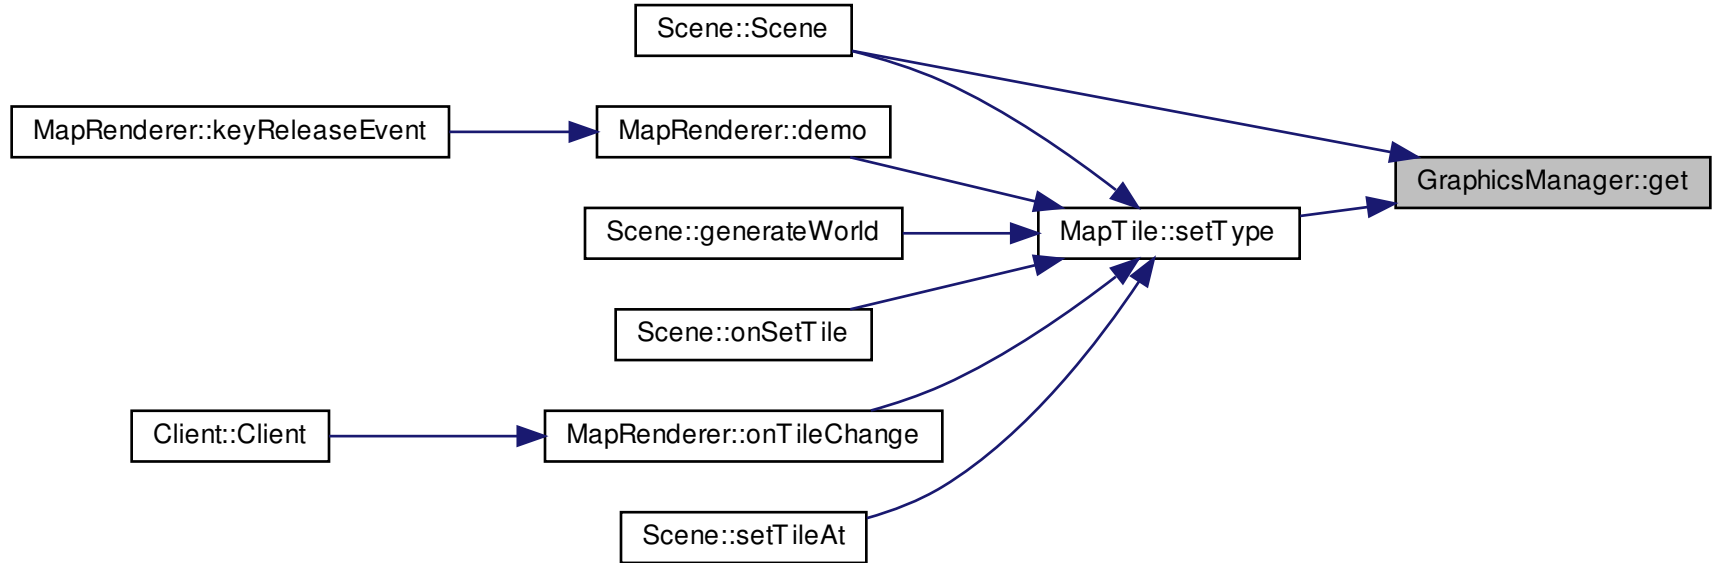 Scene::Scene
MapRenderer::keyReleaseEvent
MapRenderer::demo
GraphicsManager::get
Scene::generateWorld
MapTile::setType
Scene::onSetTile
Client::Client
MapRenderer::onTileChange
Scene::setTileAt